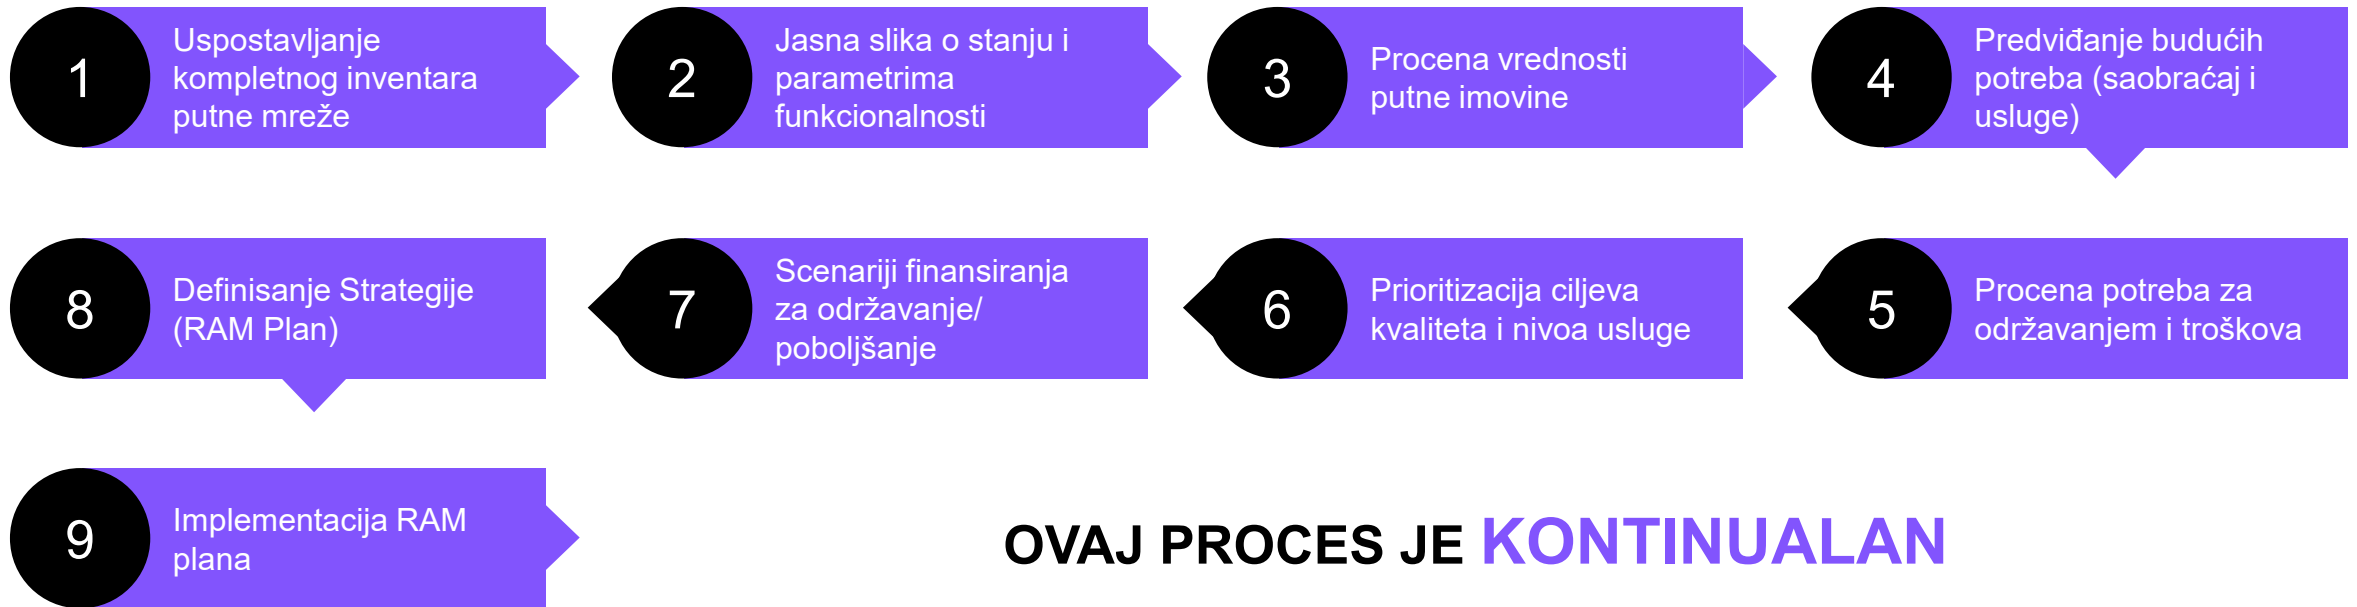 1
Uspostavljanje
kompletnog inventara
putne mreže
2
Jasna slika o stanju i
parametrima
funkcionalnosti
3
Procena vrednosti
putne imovine
4
Predviđanje budućih
potreba (saobraćaj i
usluge)
5
Procena potreba za
održavanjem i troškova
6
Prioritizacija ciljeva
kvaliteta i nivoa usluge
7
Scenariji finansiranja
za održavanje/
poboljšanje
8
Definisanje Strategije
(RAM Plan)
9
Implementacija RAM
plana
OVAJ PROCES JE KONTINUALAN